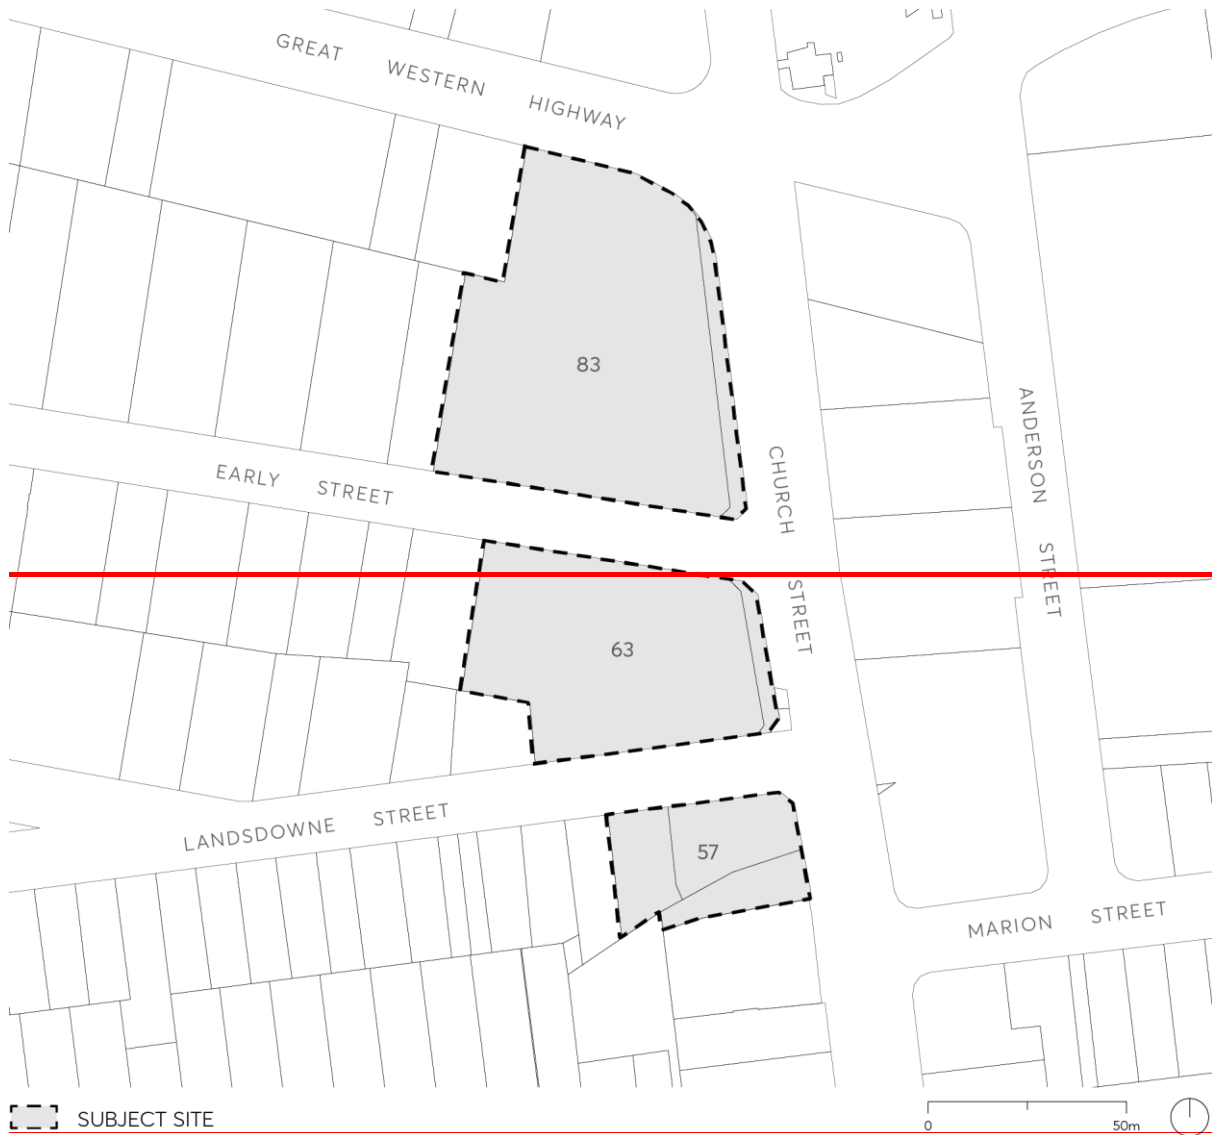 GREAT WESTERN HIGHWAY
83
ANDERSON STREET
CHURCH STREET
EARLY STREET
63
LANDSDOWNE STREET
57
MARION STREET
SUBJECT SITE
0 50m